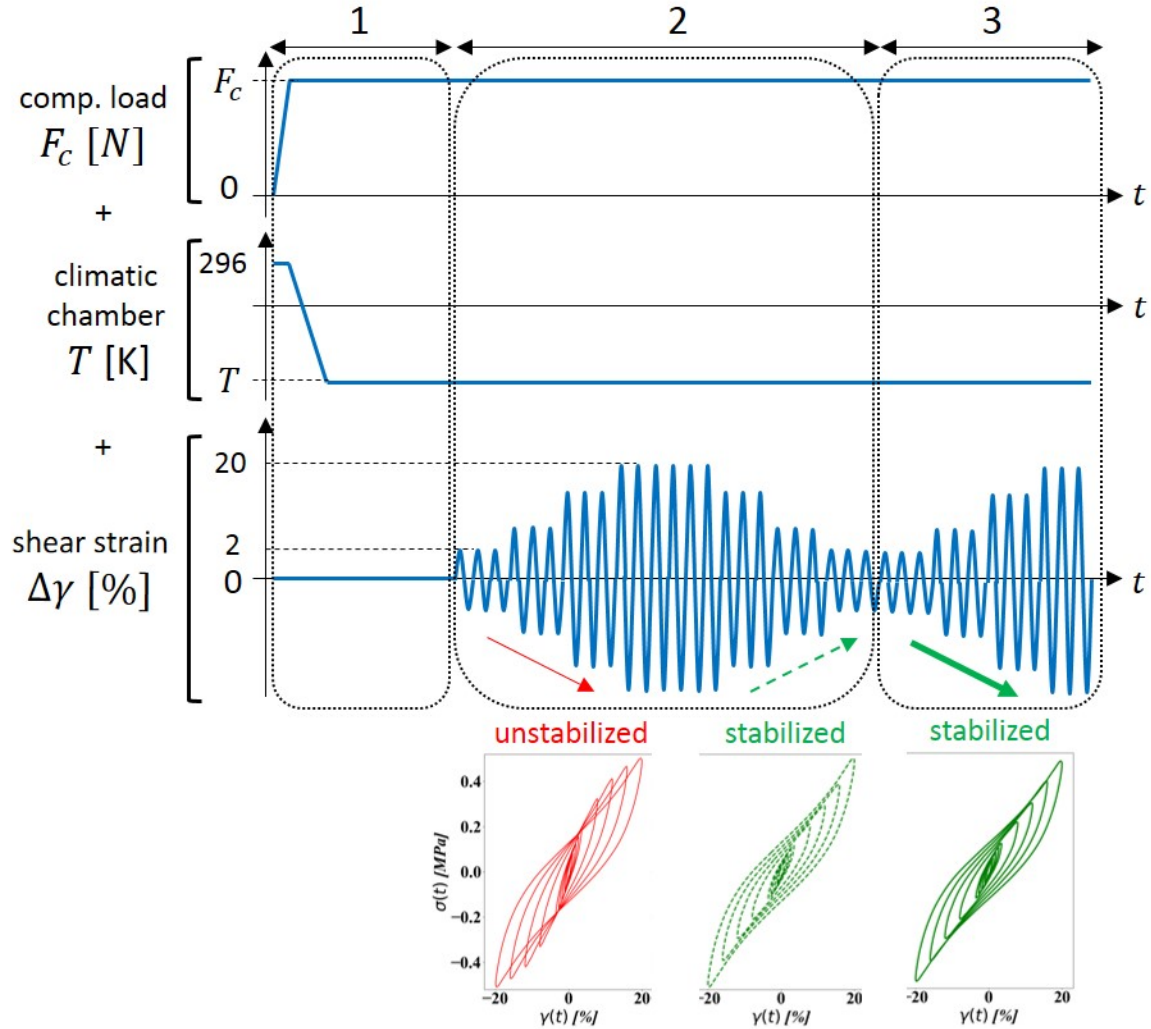 1 2 3
comp. load
F_c [N]
F_c
0
t
+
climatic
chamber
T [K]
296
T
t
+
shear strain
Δγ [%]
20
2
0
t
unstabilized
stabilized
stabilized
σ(t) [MPa]
0.4
0.2
0.0
−0.2
−0.4
−20 0 20
γ(t) [%]
-20 0 20
γ(t) [%]
-20 0 20
γ(t) [%]